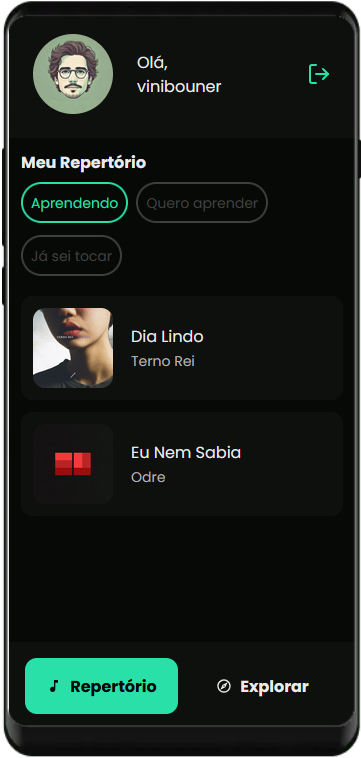 Olá,
vinibouner
Meu Repertório
Aprendendo
Quero aprender
Já sei tocar
Dia Lindo
Terno Rei
Eu Nem Sabia
Odre
Repertório
Explorar